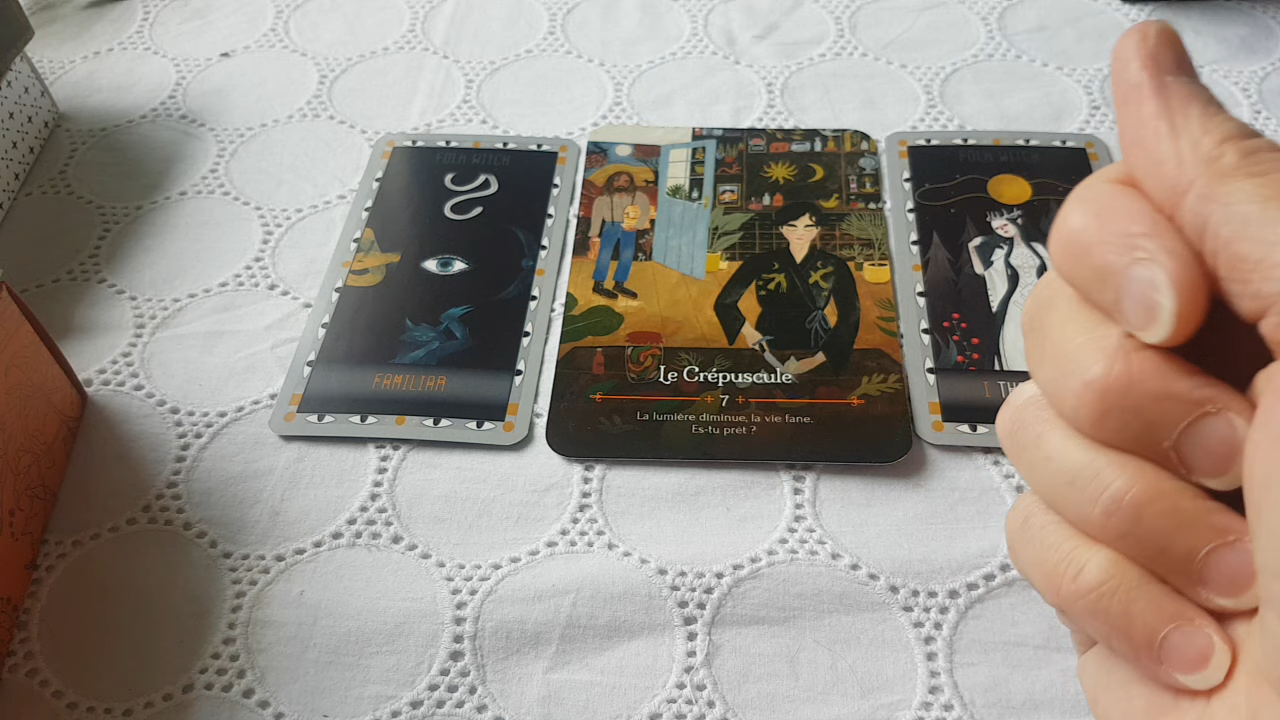 FOLK WITCH
FAMILIAR
Le Crépuscule
7
La lumière diminue, la vie fane.
Es-tu prêt ?
FOLK WITCH
I